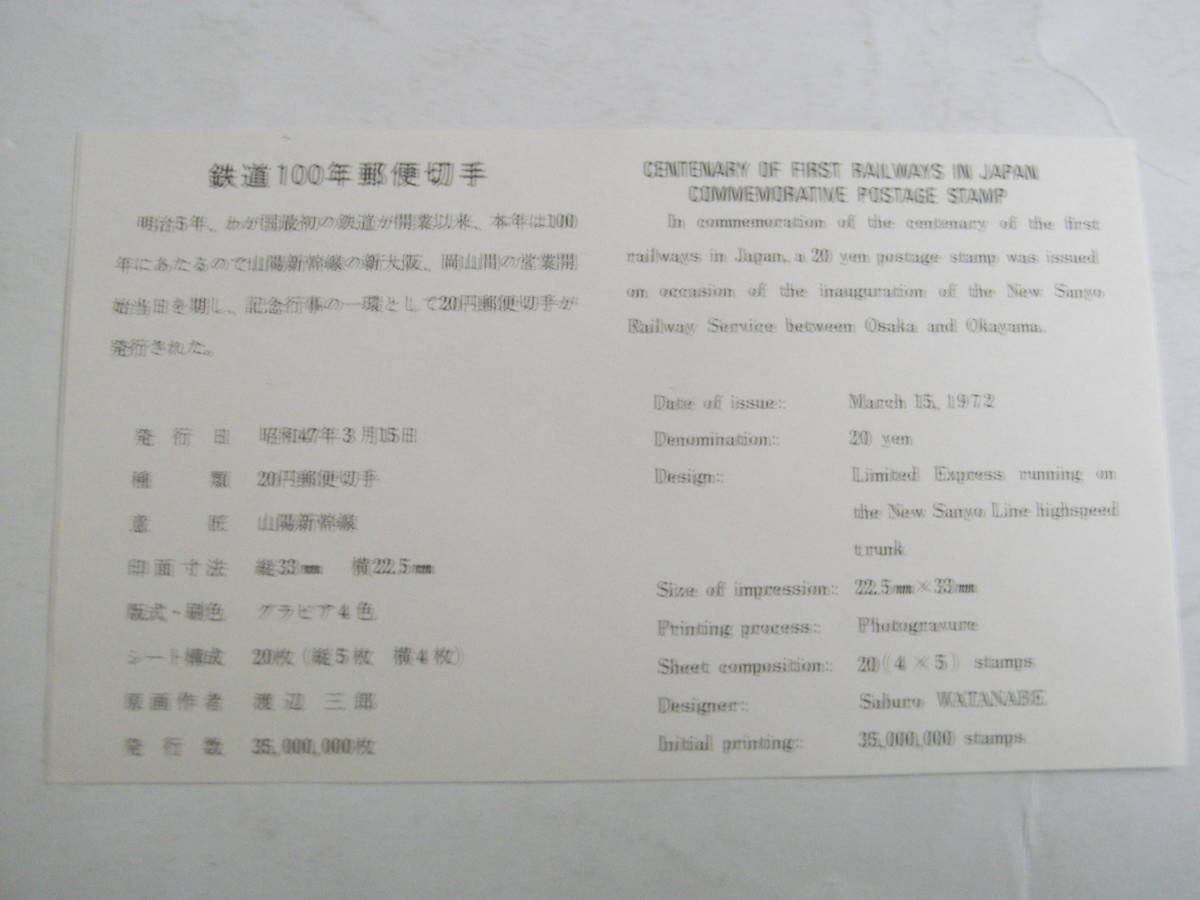 鉄道100年郵便切手
明治5年、わが国最初の鉄道が開業以来、本年は100
年にあたるので山陽新幹線の新大阪、岡山間の営業開
始当日を期し、記念行事の一環として20円郵便切手が
発行された。
発行日 昭和47年3月15日
種類 20円郵便切手
意匠 山陽新幹線
印面寸法 縦33mm 横22.5mm
版式・刷色 グラビア4色
シート構成 20枚(縦5枚 横4枚)
原画作者 渡辺三郎
発行数 35,000,000枚
CENTENARY OF FIRST RAILWAYS IN JAPAN
COMMEMORATIVE POSTAGE STAMP
In commemoration of the centenary of the first
railways in Japan, a 20 yen postage stamp was issued
on occasion of the inauguration of the New Sanyo
Railway Service between Osaka and Okayama.
Date of issue: March 15, 1972
Denomination: 20 yen
Design: Limited Express running on
the New Sanyo Line highspeed
trunk
Size of impression: 22.5mm×33mm
Printing process: Photogravure
Sheet composition: 20 (4×5) stamps
Designer: Saburo WATANABE
Initial printing: 35,000,000 stamps